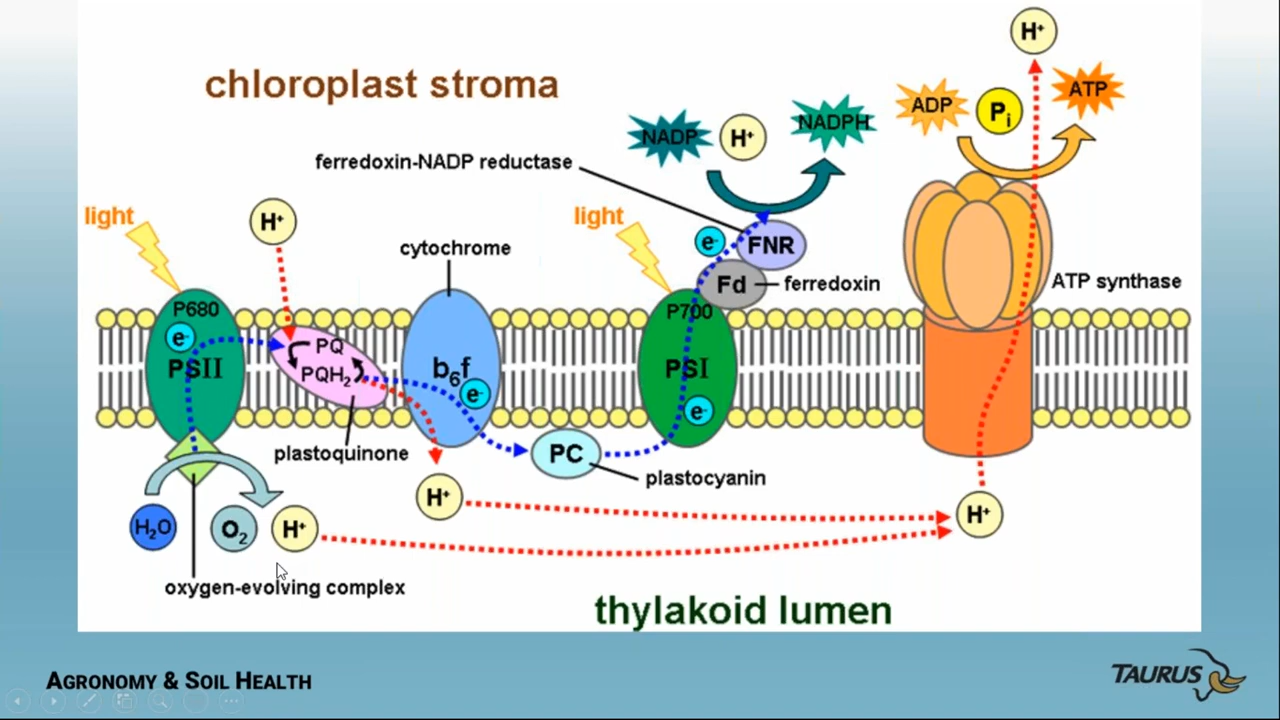 H⁺
chloroplast stroma
ADP
Pᵢ
ATP
NADP
H⁺
NADPH
ferredoxin-NADP reductase
light
H⁺
light
cytochrome
e⁻
FNR
Fd
ferredoxin
ATP synthase
P680
P700
e⁻
PQ
PSII
PQH₂
b₆f
PSI
e⁻
e⁻
plastoquinone
PC
plastocyanin
H⁺
H⁺
H₂O
O₂
H⁺
oxygen-evolving complex
thylakoid lumen
AGRONOMY & SOIL HEALTH
TAURUS